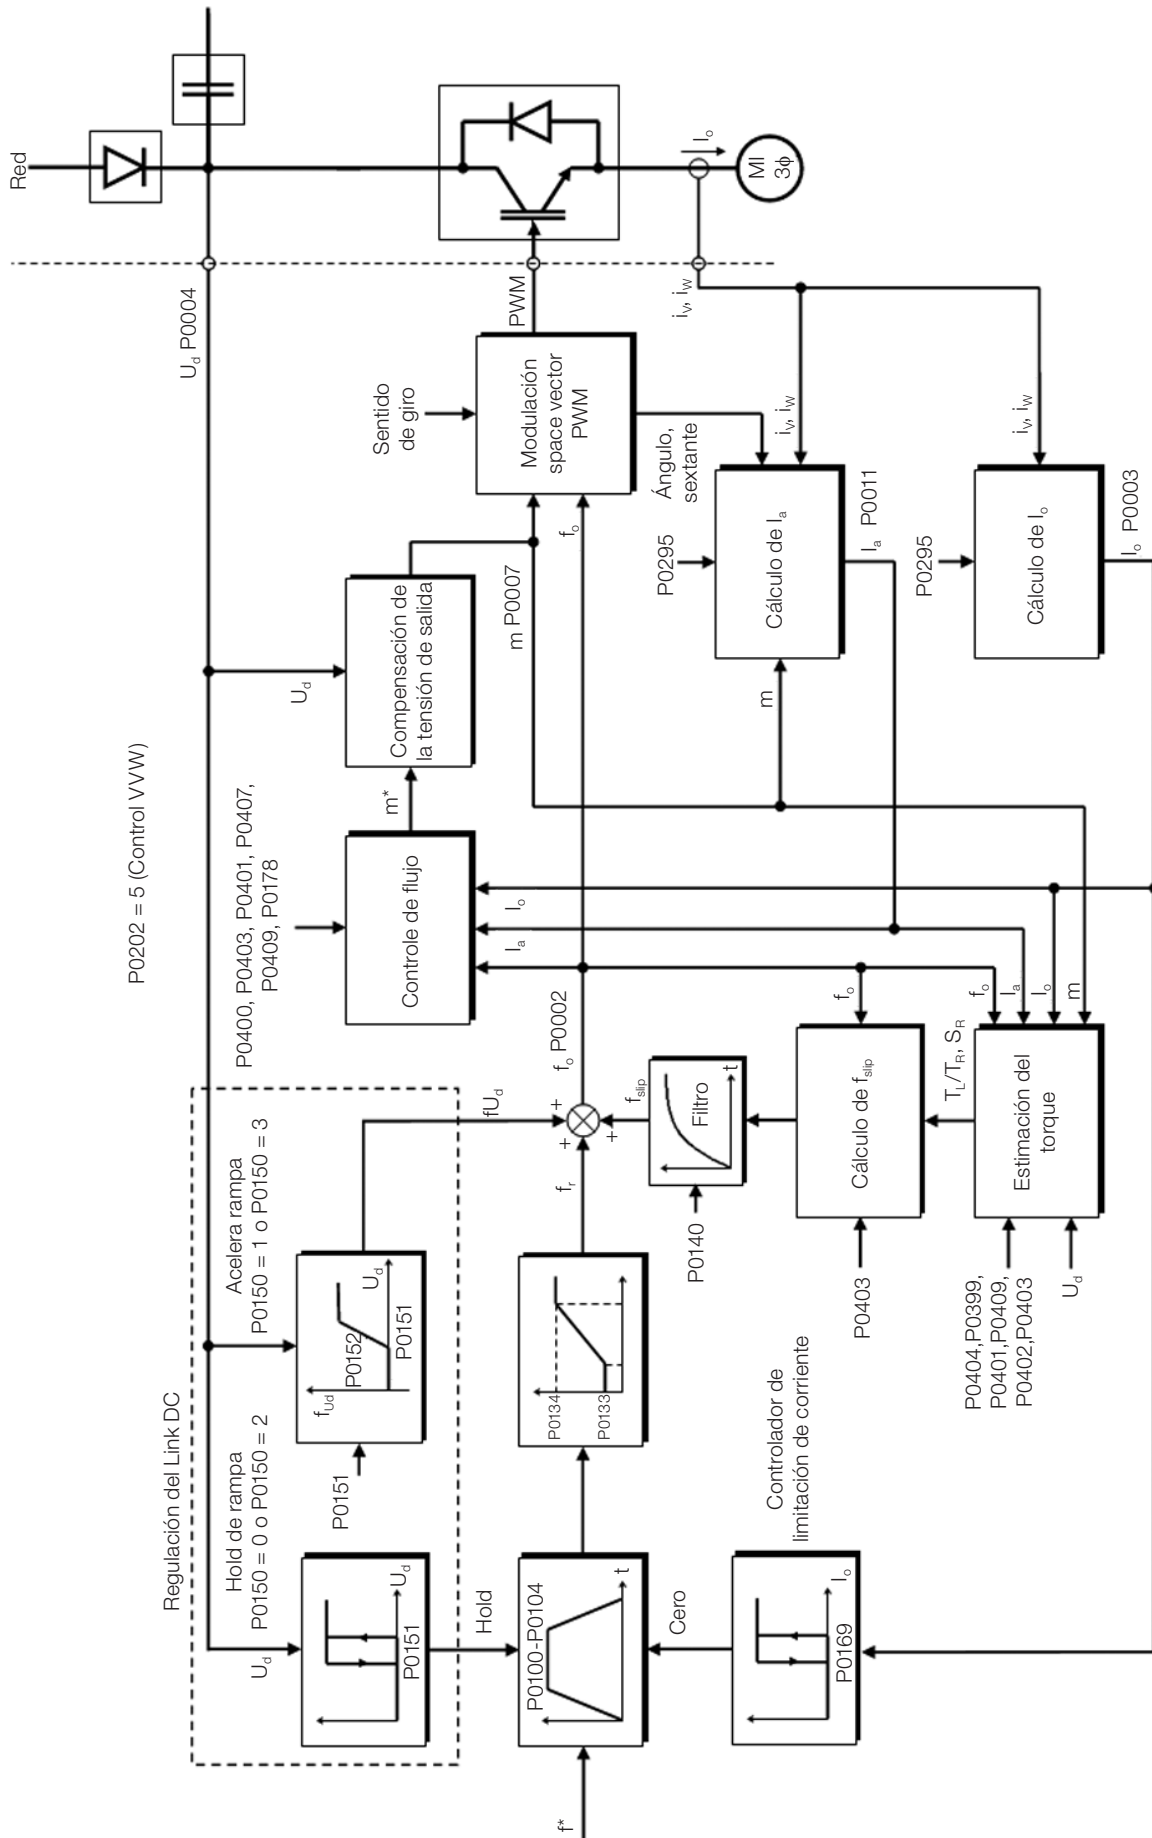 P0202 = 5 (Control VVW)
Regulación del Link DC
Hold de rampa
P0150 = 0 o P0150 = 2
Acelera rampa
P0150 = 1 o P0150 = 3
U_d
U_d
P0151
Hold
P0151
f_Ud
P0152
U_d
P0151
fU_d
f*
P0100-P0104
t
Cero
Controlador de
limitación de corriente
I_o
P0169
P0134
P0133
f_r
+
+
+
f_o P0002
f_slip
P0140
Filtro
t
P0403
Cálculo de f_slip
f_o
T_L/T_R, S_R
P0404,P0399,
P0401,P0409,
P0402,P0403
U_d
Estimación del
torque
f_o
I_a
I_o
m
P0400, P0403, P0401, P0407,
P0409, P0178
Controle de flujo
I_a
I_o
m*
U_d
Compensación de
la tensión de salida
m P0007
f_o
Sentido
de giro
Modulación
space vector
PWM
PWM
U_d P0004
Ángulo,
sextante
P0295
m
Cálculo de I_a
i_v, i_w
I_a P0011
P0295
Cálculo de I_o
i_v, i_w
I_o P0003
i_v, i_w
Red
I_o
MI
3ϕ